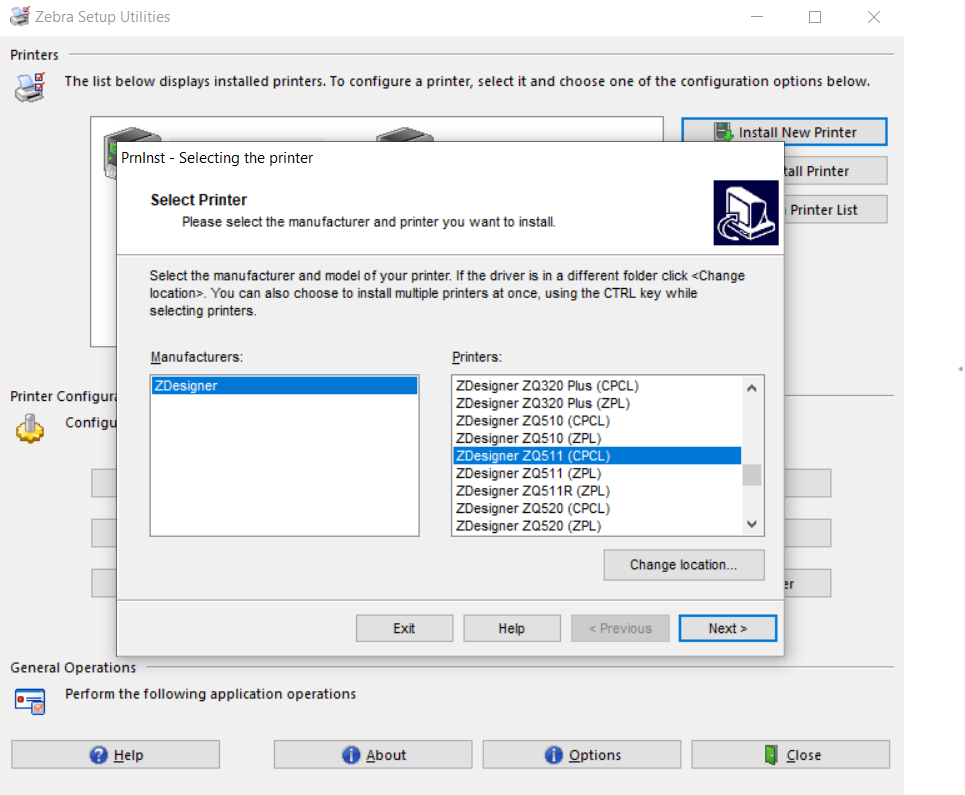 Zebra Setup Utilities
Printers
The list below displays installed printers. To configure a printer, select it and choose one of the configuration options below.
Install New Printer
PrnInst - Selecting the printer
tall Printer
Printer List
Select Printer
Please select the manufacturer and printer you want to install.
Select the manufacturer and model of your printer. If the driver is in a different folder click <Change
location>. You can also choose to install multiple printers at once, using the CTRL key while
selecting printers.
Manufacturers:
Printers:
ZDesigner
ZDesigner ZQ320 Plus (CPCL)
ZDesigner ZQ320 Plus (ZPL)
ZDesigner ZQ510 (CPCL)
ZDesigner ZQ510 (ZPL)
ZDesigner ZQ511 (CPCL)
ZDesigner ZQ511 (ZPL)
ZDesigner ZQ511R (ZPL)
ZDesigner ZQ520 (CPCL)
ZDesigner ZQ520 (ZPL)
Change location...
Exit
Help
< Previous
Next >
Printer Configura
Configu
er
General Operations
Perform the following application operations
Help
About
Options
Close